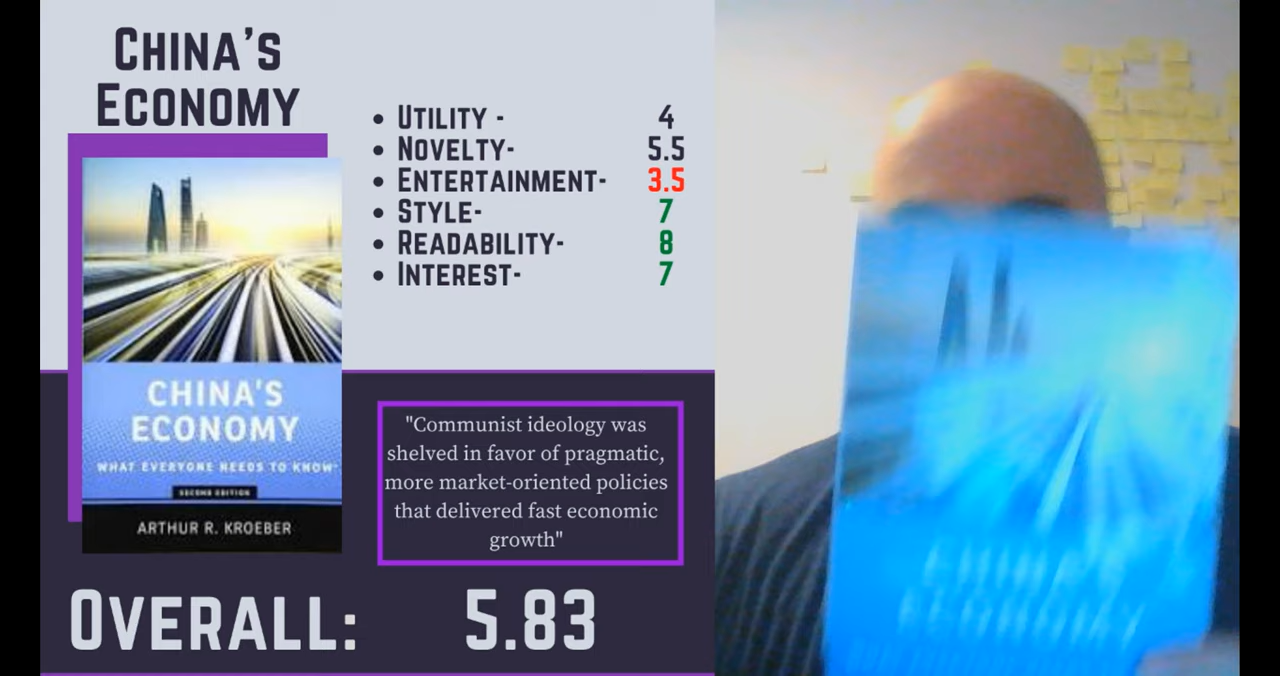 CHINA'S
ECONOMY
• UTILITY - 4
• NOVELTY- 5.5
• ENTERTAINMENT- 3.5
• STYLE- 7
• READABILITY- 8
• INTEREST- 7
CHINA'S
ECONOMY
WHAT EVERYONE NEEDS TO KNOW®
SECOND EDITION
ARTHUR R. KROEBER
"Communist ideology was
shelved in favor of pragmatic,
more market-oriented policies
that delivered fast economic
growth"
OVERALL: 5.83